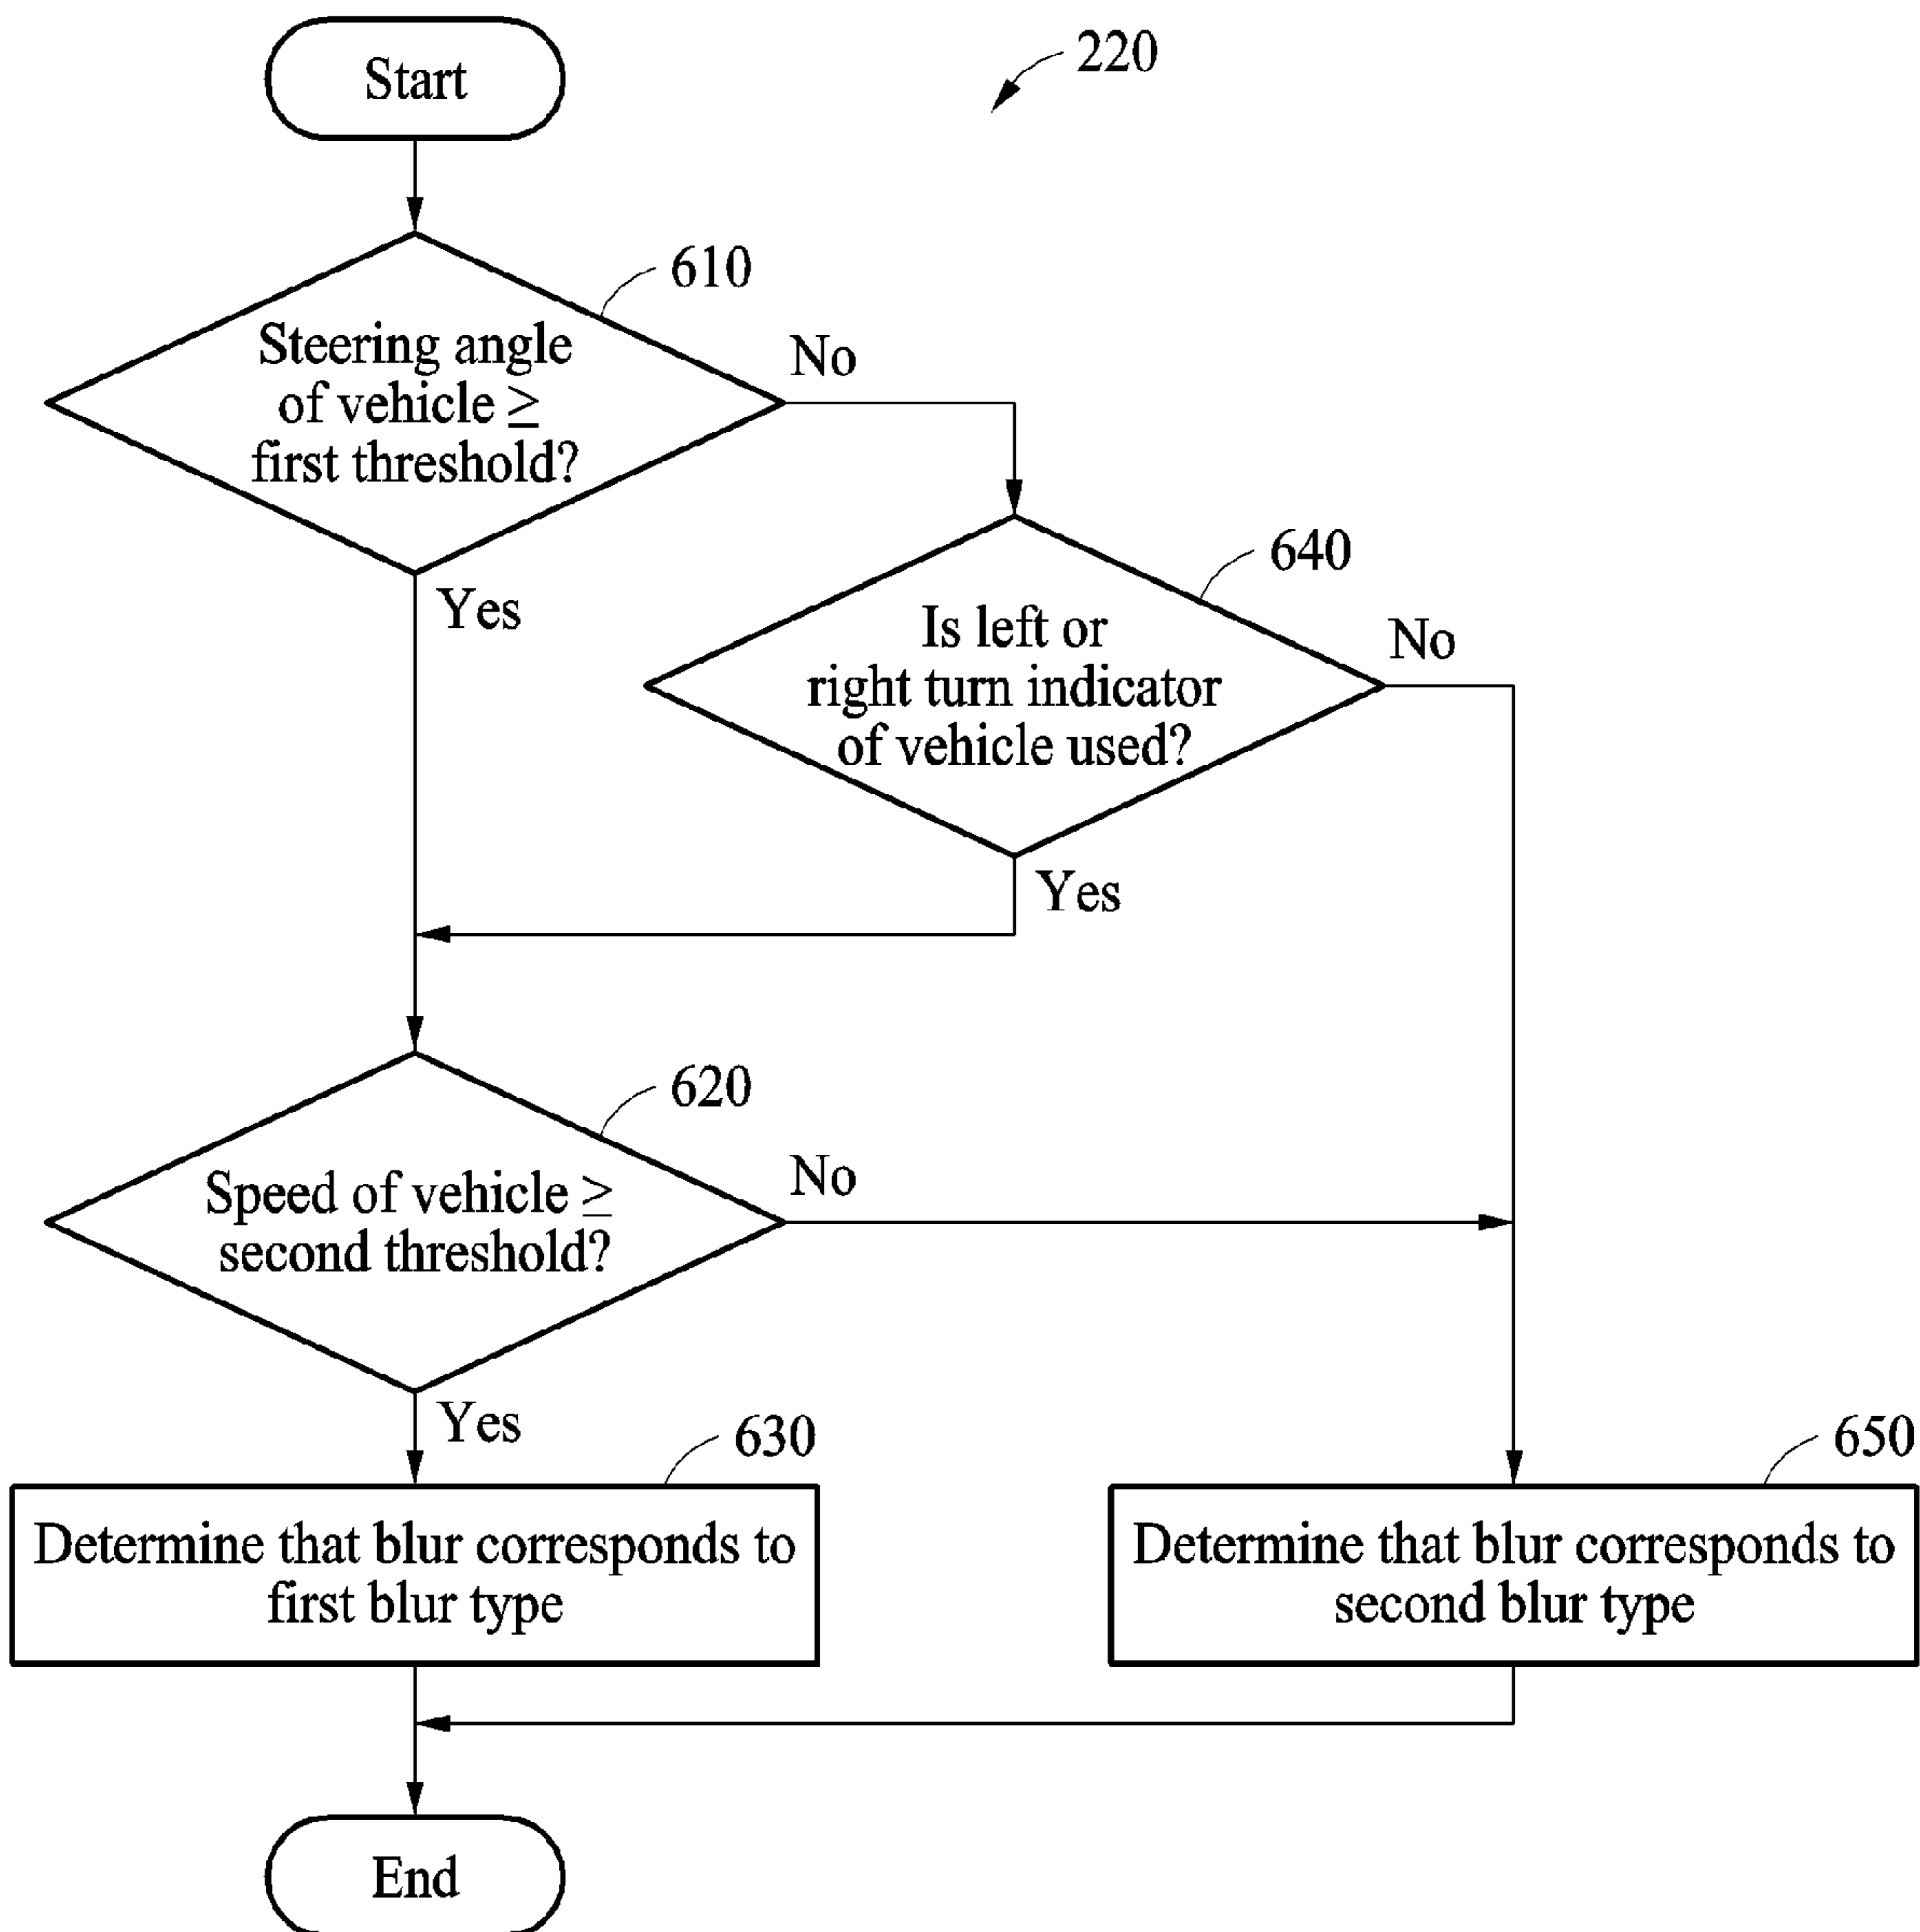 Start
220
610
Steering angle
of vehicle ≥
first threshold?
No
Yes
640
Is left or
right turn indicator
of vehicle used?
No
Yes
620
Speed of vehicle ≥
second threshold?
No
Yes
630
Determine that blur corresponds to
first blur type
650
Determine that blur corresponds to
second blur type
End